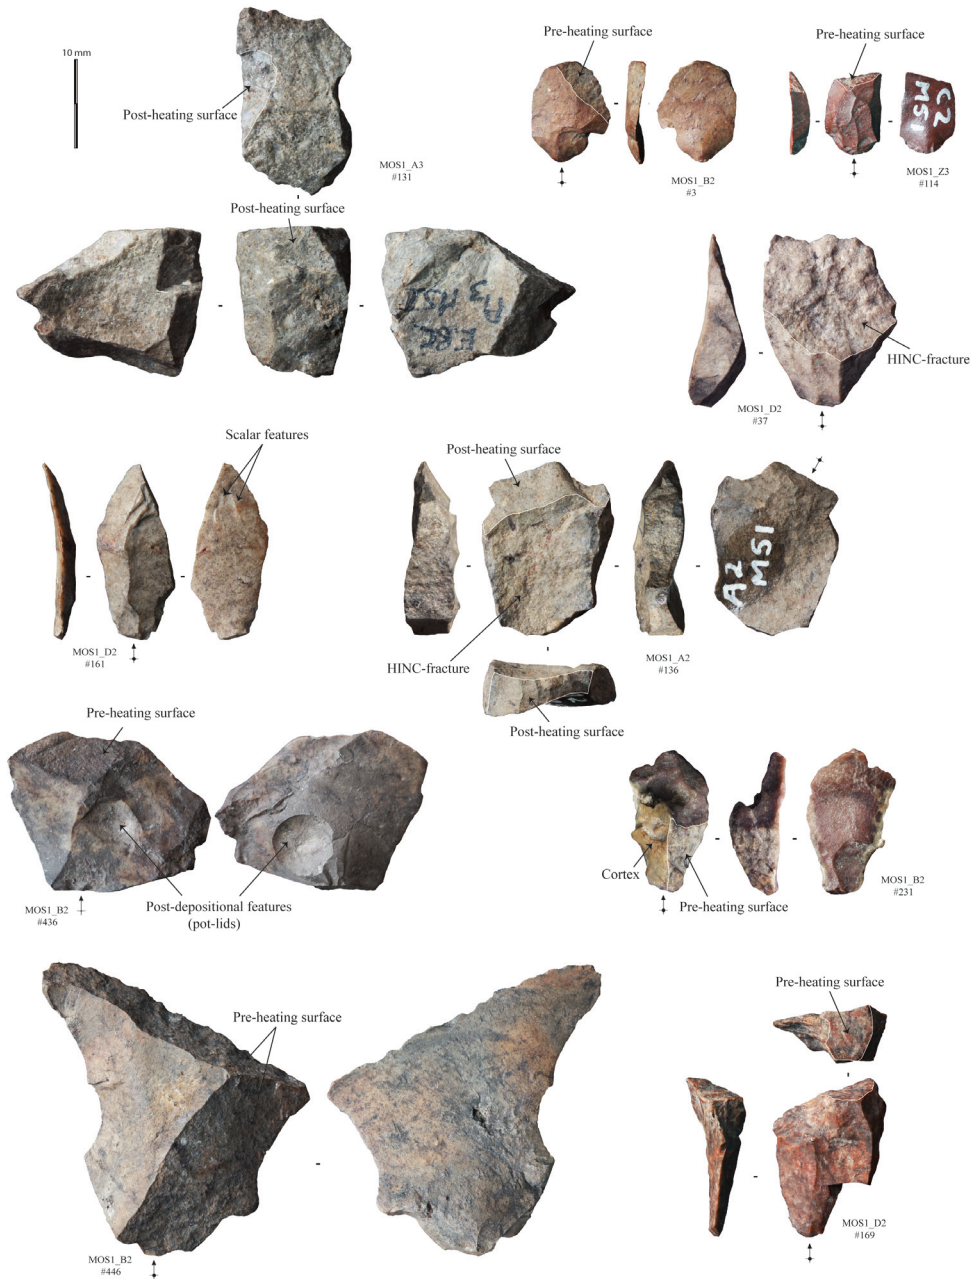 10 mm
Post-heating surface
MOS1_A3
#131
Pre-heating surface
MOS1_B2
#3
Pre-heating surface
C2
MS1
MOS1_Z3
#114
Post-heating surface
A3 MSI
HINC-fracture
MOS1_D2
#37
Scalar features
MOS1_D2
#161
Post-heating surface
A2
MS1
HINC-fracture
MOS1_A2
#136
Post-heating surface
Pre-heating surface
MOS1_B2
#436
Post-depositional features
(pot-lids)
Cortex
Pre-heating surface
MOS1_B2
#231
Pre-heating surface
MOS1_B2
#446
Pre-heating surface
MOS1_D2
#169